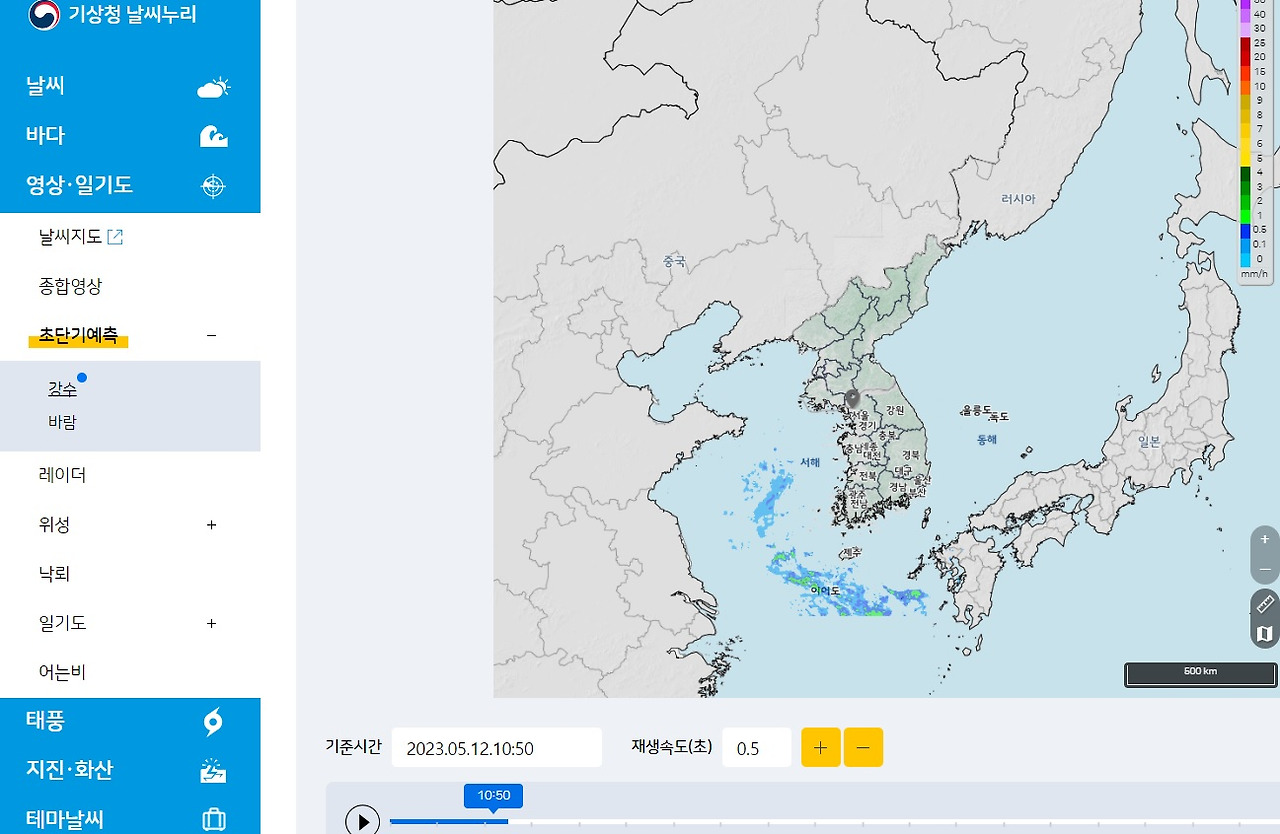 기상청 날씨누리
날씨
바다
영상·일기도
날씨지도
종합영상
초단기예측 −
강수
바람
레이더
위성 +
낙뢰
일기도 +
어는비
태풍
지진·화산
테마날씨
중국
러시아
일본
서해
동해
울릉도
독도
서울
경기
강원
충북
충남
대전
경북
전북
대구
경남
울산
부산
광주
전남
제주
이어도
40
30
25
20
15
10
9
8
7
6
5
4
3
2
1
0.5
0.1
0
mm/h
+
−
600 km
기준시간 2023.05.12.10:50 재생속도(초) 0.5 + −
10:50